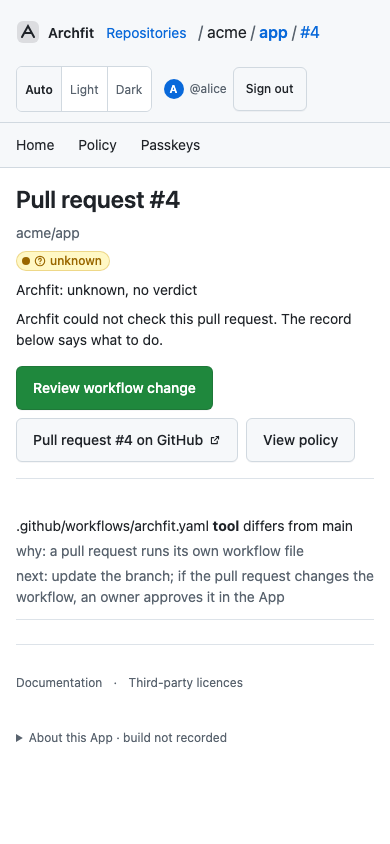 Archfit Repositories / acme / app / #4
Auto Light Dark A @alice Sign out
Home Policy Passkeys
Pull request #4
acme/app
unknown
Archfit: unknown, no verdict
Archfit could not check this pull request. The record
below says what to do.
Review workflow change
Pull request #4 on GitHub View policy
.github/workflows/archfit.yaml tool differs from main
why: a pull request runs its own workflow file
next: update the branch; if the pull request changes the
workflow, an owner approves it in the App
Documentation · Third-party licences
About this App · build not recorded